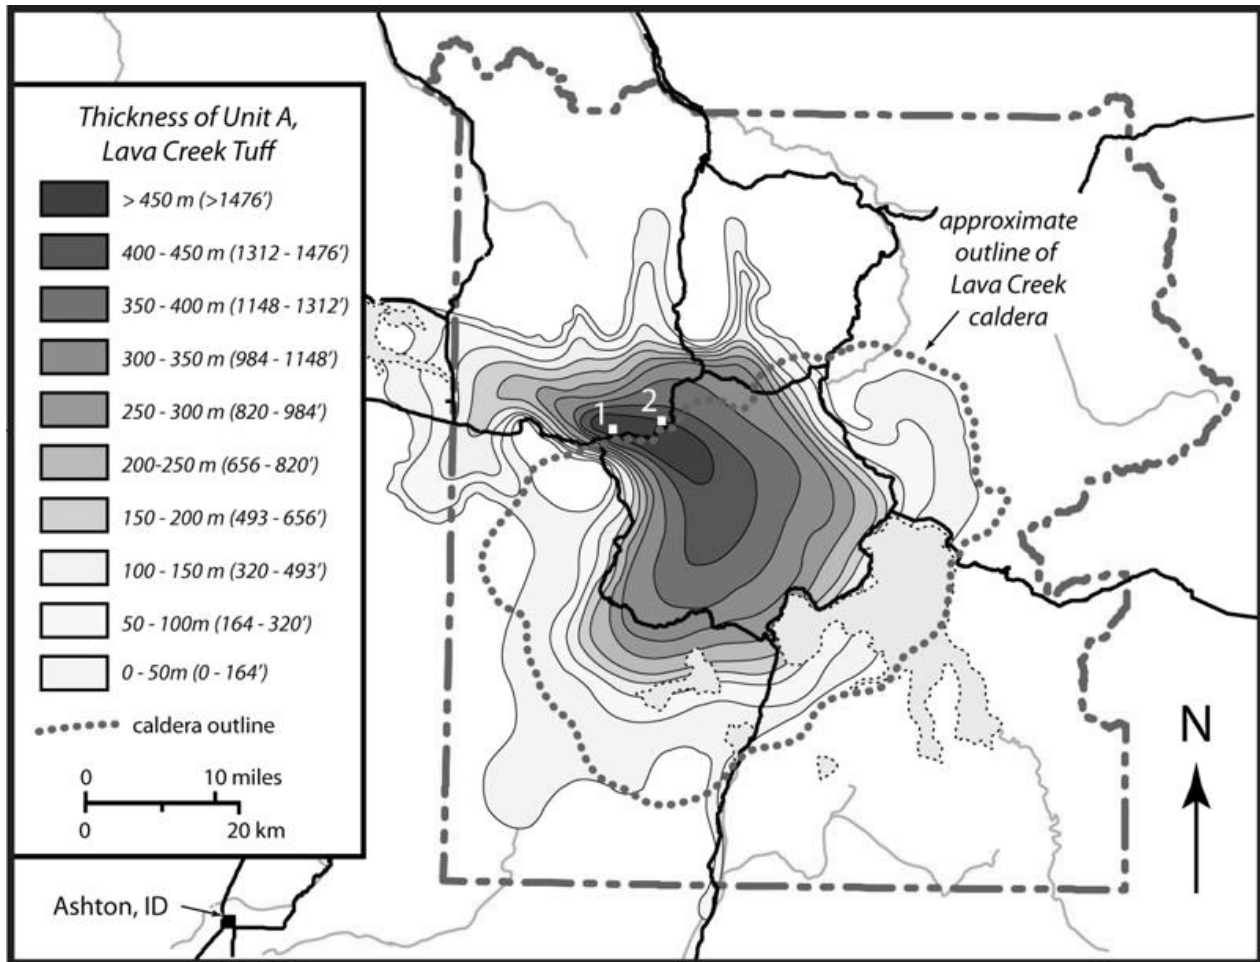 Thickness of Unit A,
Lava Creek Tuff
> 450 m (>1476')
400 - 450 m (1312 - 1476')
350 - 400 m (1148 - 1312')
300 - 350 m (984 - 1148')
250 - 300 m (820 - 984')
200-250 m (656 - 820')
150 - 200 m (493 - 656')
100 - 150 m (320 - 493')
50 - 100m (164 - 320')
0 - 50m (0 - 164')
caldera outline
0 10 miles
0 20 km
Ashton, ID
approximate
outline of
Lava Creek
caldera
1 2
N